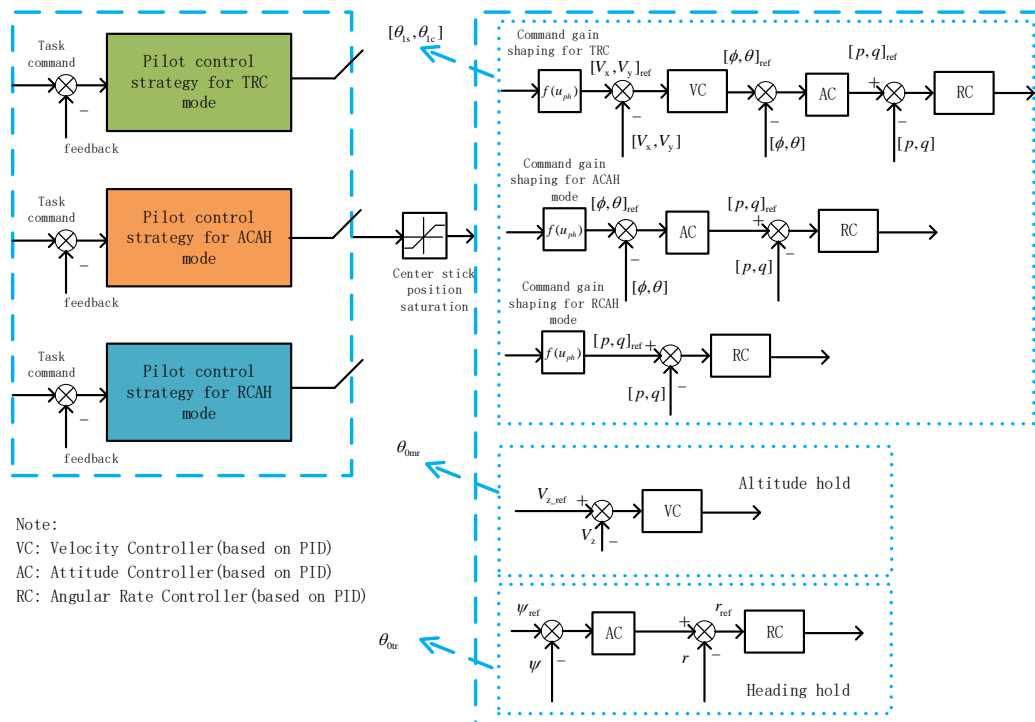 Task
command
Pilot control
strategy for TRC
mode
−
feedback
Task
command
Pilot control
strategy for ACAH
mode
−
feedback
Task
command
Pilot control
strategy for RCAH
mode
−
feedback
Center stick
position
saturation
[θ1s, θ1c]
Command gain
shaping for TRC
f(uph)
[Vx, Vy]ref
−
[Vx, Vy]
VC
[ϕ, θ]ref
−
[ϕ, θ]
AC
[p, q]ref
+
−
[p, q]
RC
Command gain
shaping for ACAH
mode
f(uph)
[ϕ, θ]ref
−
[ϕ, θ]
AC
[p, q]ref
+
−
[p, q]
RC
Command gain
shaping for RCAH
mode
f(uph)
[p, q]ref
+
−
[p, q]
RC
θ0mr
Vz_ref
+
Vz
−
VC
Altitude hold
θ0tr
ψref
ψ
−
AC
+
rref
r
−
RC
Heading hold
Note:
VC: Velocity Controller(based on PID)
AC: Attitude Controller(based on PID)
RC: Angular Rate Controller(based on PID)